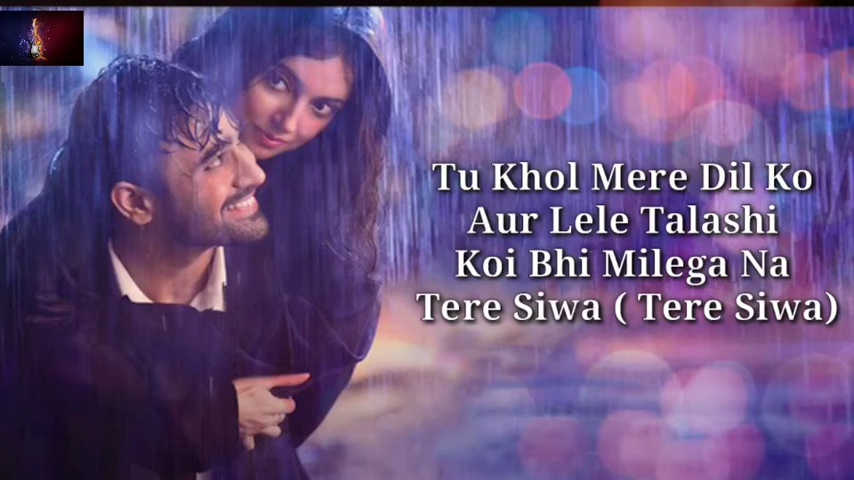 Tu Khol Mere Dil Ko
Aur Lele Talashi
Koi Bhi Milega Na
Tere Siwa ( Tere Siwa)